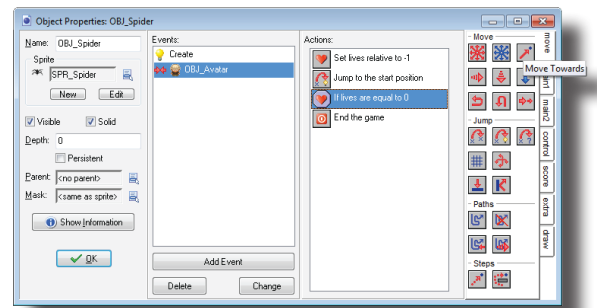 Object Properties: OBJ_Spider
Name: OBJ_Spider
Sprite
SPR_Spider
New Edit
Visible Solid
Depth: 0
Persistent
Parent: <no parent>
Mask: <same as sprite>
Show Information
OK
Events:
Create
OBJ_Avatar
Add Event
Delete Change
Actions:
Set lives relative to -1
Jump to the start position
If lives are equal to 0
End the game
Move
Move Towards
Jump
Paths
Steps
move
main2
control
score
extra
draw